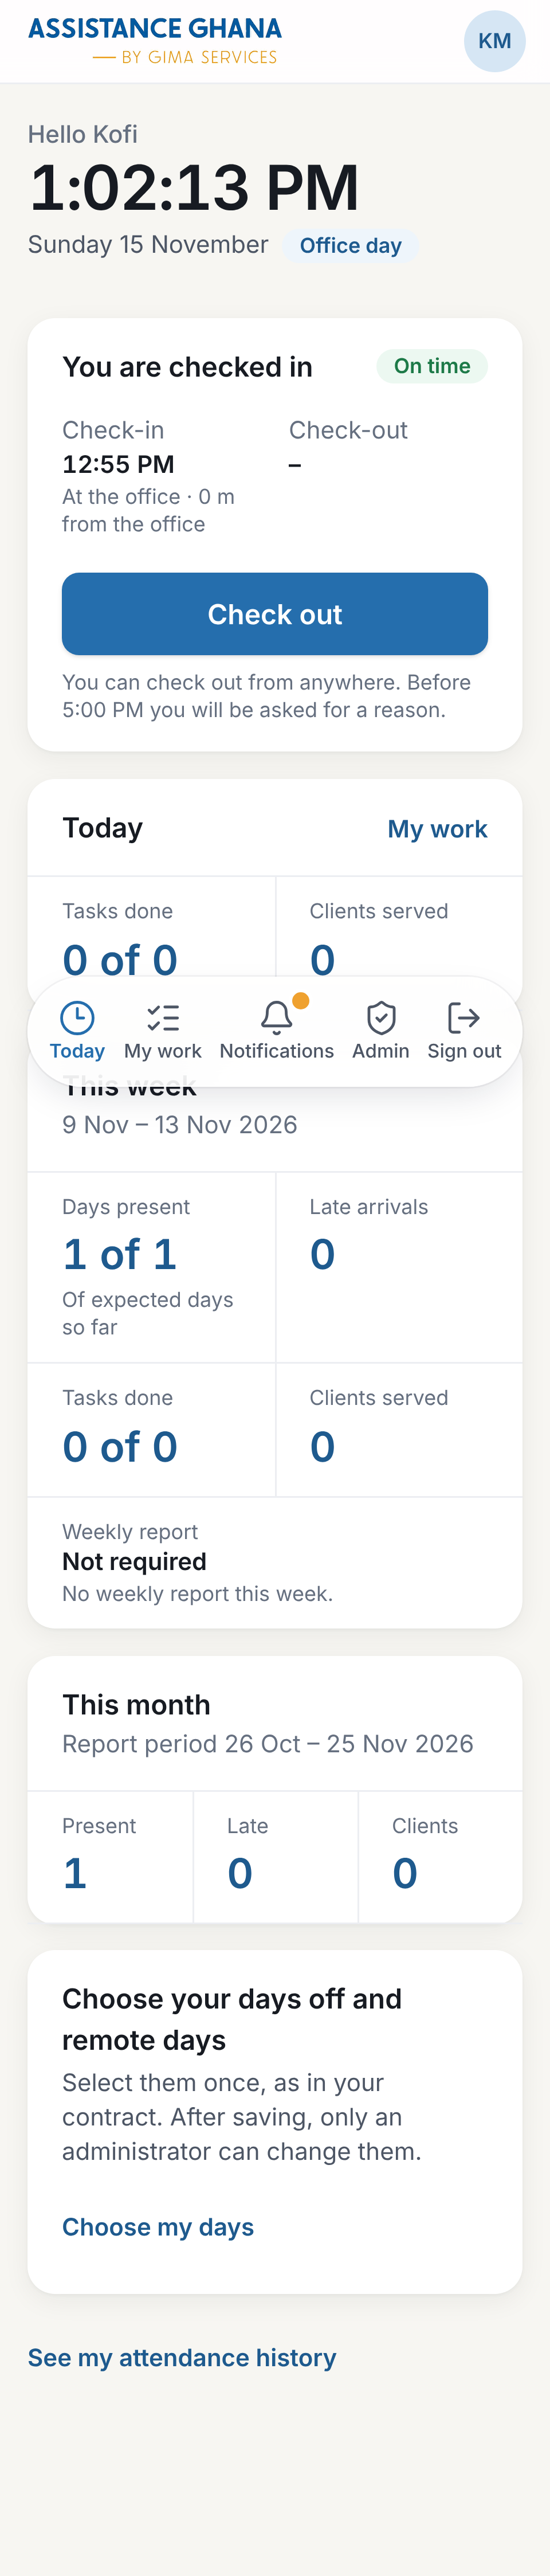 ASSISTANCE GHANA
BY GIMA SERVICES
KM
Hello Kofi
1:02:13 PM
Sunday 15 November
Office day
You are checked in
On time
Check-in
12:55 PM
At the office · 0 m
from the office
Check-out
–
Check out
You can check out from anywhere. Before
5:00 PM you will be asked for a reason.
Today
My work
Tasks done
0 of 0
Clients served
0
Today
My work
Notifications
Admin
Sign out
This week
9 Nov – 13 Nov 2026
Days present
1 of 1
Of expected days
so far
Late arrivals
0
Tasks done
0 of 0
Clients served
0
Weekly report
Not required
No weekly report this week.
This month
Report period 26 Oct – 25 Nov 2026
Present
1
Late
0
Clients
0
Choose your days off and
remote days
Select them once, as in your
contract. After saving, only an
administrator can change them.
Choose my days
See my attendance history